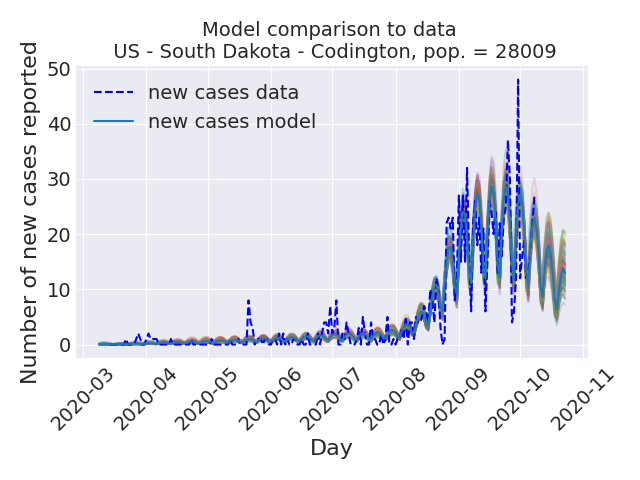 Model comparison to data
US - South Dakota - Codington, pop. = 28009
Number of new cases reported
50
40
30
20
10
0
new cases data
new cases model
2020-03
2020-04
2020-05
2020-06
2020-07
2020-08
2020-09
2020-10
2020-11
Day